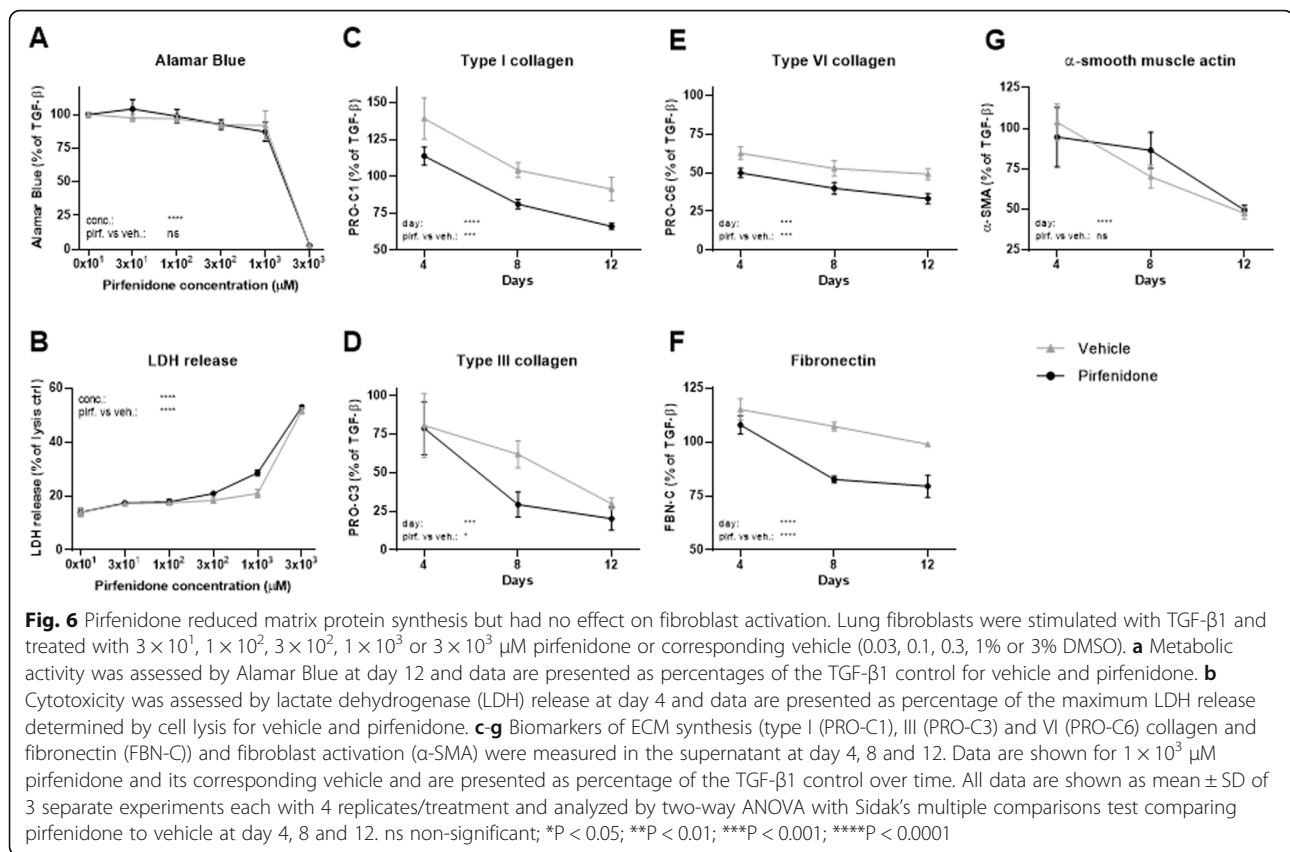 A
Alamar Blue
Alamar Blue (% of TGF-β)
100
75
50
25
0
conc.: ****
pirf. vs veh.: ns
0x10¹ 3x10¹ 1x10² 3x10² 1x10³ 3x10³
Pirfenidone concentration (µM)
C
Type I collagen
PRO-C1 (% of TGF-β)
150
125
100
75
50
day: ****
pirf. vs veh.: ***
4 8 12
Days
E
Type VI collagen
PRO-C6 (% of TGF-β)
100
75
50
25
0
day: ***
pirf. vs veh.: ***
4 8 12
Days
G
α-smooth muscle actin
α-SMA (% of TGF-β)
125
100
75
50
25
day: ****
pirf. vs veh.: ns
4 8 12
Days
B
LDH release
LDH release (% of lysis ctrl)
60
40
20
0
conc.: ****
pirf. vs veh.: ****
0x10¹ 3x10¹ 1x10² 3x10² 1x10³ 3x10³
Pirfenidone concentration (µM)
D
Type III collagen
PRO-C3 (% of TGF-β)
100
75
50
25
0
day: ***
pirf. vs veh.: *
4 8 12
Days
F
Fibronectin
FBN-C (% of TGF-β)
125
100
75
50
day: ****
pirf. vs veh.: ****
4 8 12
Days
Vehicle
Pirfenidone
Fig. 6 Pirfenidone reduced matrix protein synthesis but had no effect on fibroblast activation. Lung fibroblasts were stimulated with TGF-β1 and
treated with 3 × 10¹, 1 × 10², 3 × 10², 1 × 10³ or 3 × 10³ µM pirfenidone or corresponding vehicle (0.03, 0.1, 0.3, 1% or 3% DMSO). a Metabolic
activity was assessed by Alamar Blue at day 12 and data are presented as percentages of the TGF-β1 control for vehicle and pirfenidone. b
Cytotoxicity was assessed by lactate dehydrogenase (LDH) release at day 4 and data are presented as percentage of the maximum LDH release
determined by cell lysis for vehicle and pirfenidone. c-g Biomarkers of ECM synthesis (type I (PRO-C1), III (PRO-C3) and VI (PRO-C6) collagen and
fibronectin (FBN-C)) and fibroblast activation (α-SMA) were measured in the supernatant at day 4, 8 and 12. Data are shown for 1 × 10³ µM
pirfenidone and its corresponding vehicle and are presented as percentage of the TGF-β1 control over time. All data are shown as mean ± SD of
3 separate experiments each with 4 replicates/treatment and analyzed by two-way ANOVA with Sidak's multiple comparisons test comparing
pirfenidone to vehicle at day 4, 8 and 12. ns non-significant; *P < 0.05; **P < 0.01; ***P < 0.001; ****P < 0.0001